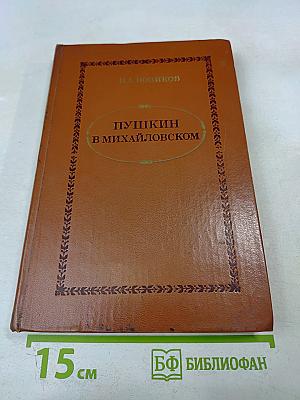 И.А. НОВИКОВ
ПУШКИН
В МИХАЙЛОВСКОМ
15 см
БФ БИБЛИОФАН